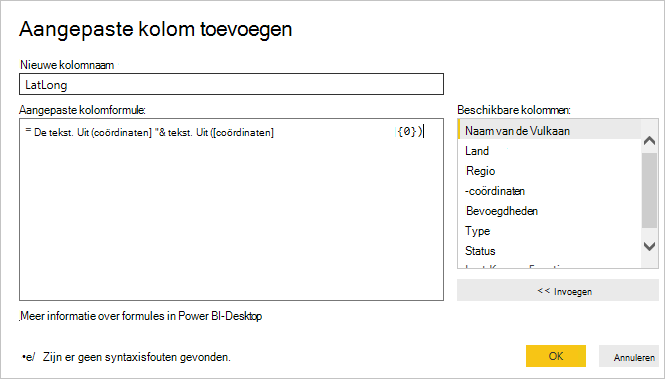 Aangepaste kolom toevoegen
Nieuwe kolomnaam
LatLong
Aangepaste kolomformule:
= De tekst. Uit (coördinaten] "& tekst. Uit ([coördinaten] {0})
Beschikbare kolommen:
Naam van de Vulkaan
Land
Regio
-coördinaten
Bevoegdheden
Type
Status
<< Invoegen
Meer informatie over formules in Power BI-Desktop
•e/ Zijn er geen syntaxisfouten gevonden.
OK
Annuleren